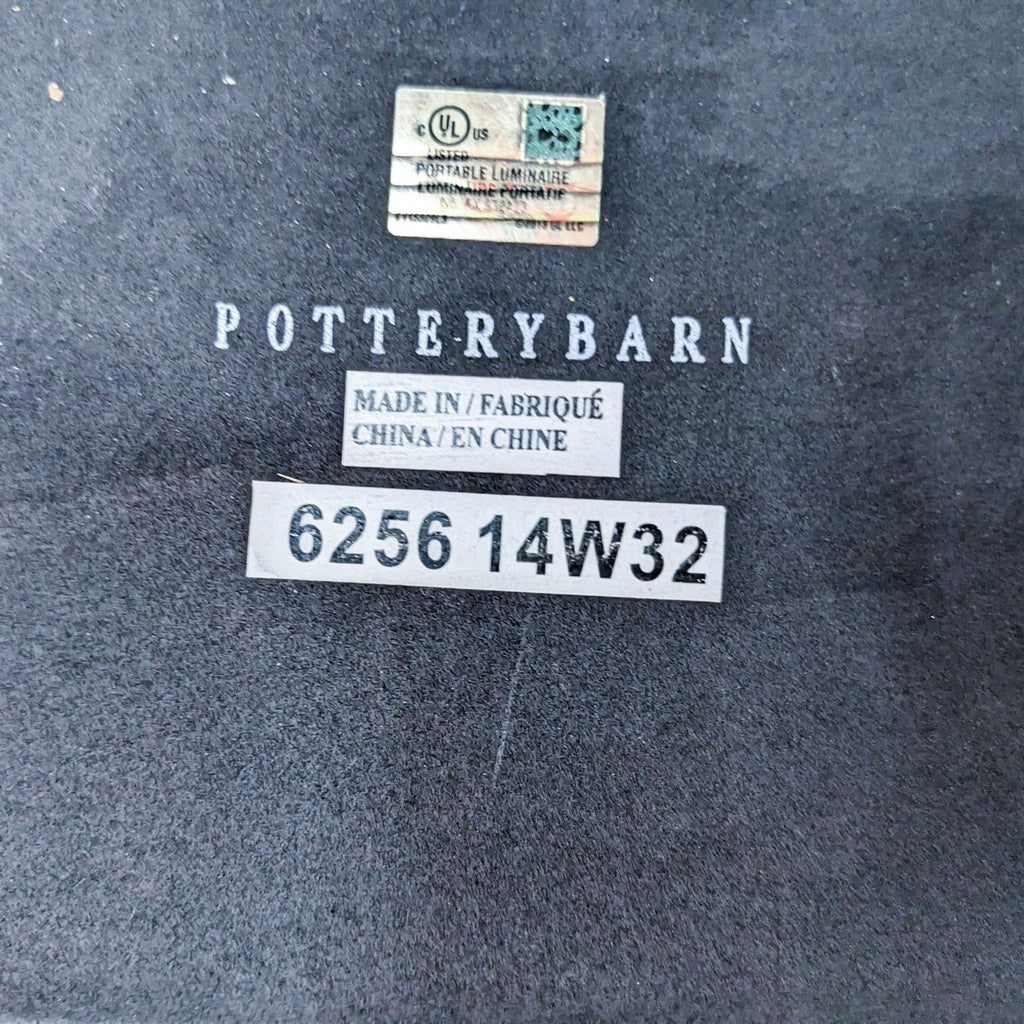 C UL US
LISTED
PORTABLE LUMINAIRE
LUMINAIRE PORTATIF
POTTERYBARN
MADE IN / FABRIQUÉ
CHINA / EN CHINE
6256 14W32